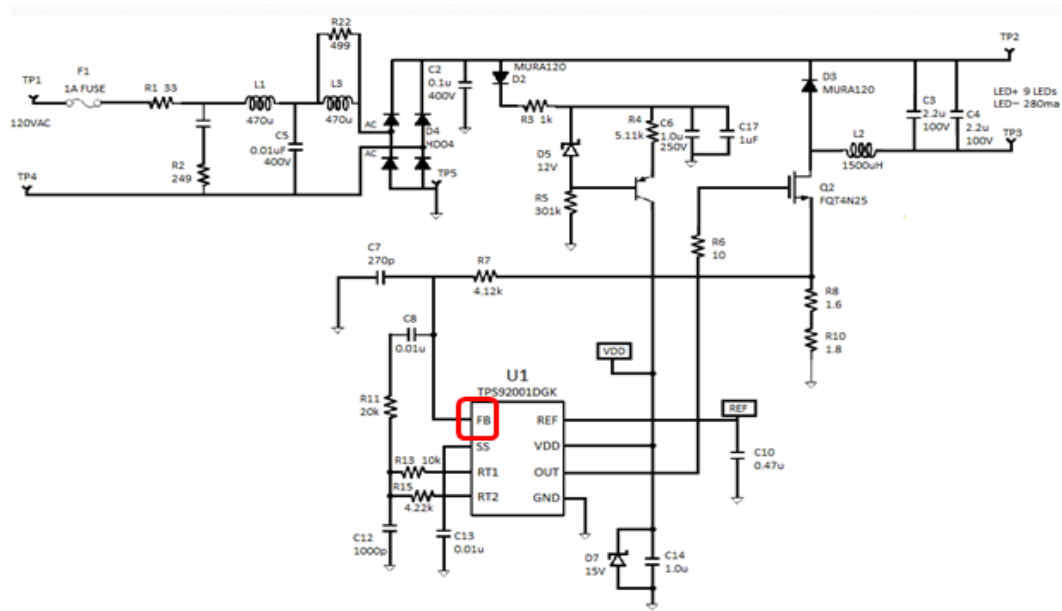 R22
499
TP1
F1
1A FUSE
R1 33
L1
470u
L3
470u
120VAC
C5
0.01uF
400V
R2
249
TP4
AC
AC
D4
HD04
TP5
C2
0.1u
400V
MURA120
D2
R3 1k
D5
12V
R5
301k
R4
5.11k
C6
1.0u
250V
C17
1uF
D3
MURA120
L2
1500uH
C3
2.2u
100V
C4
2.2u
100V
TP2
LED+ 9 LEDs
LED− 280ma
TP3
Q2
FQT4N25
R6
10
C7
270p
R7
4.12k
R8
1.6
R10
1.8
C8
0.01u
VDD
U1
TPS92001DGK
R11
20k
FB
SS
RT1
RT2
REF
VDD
OUT
GND
REF
C10
0.47u
R13 10k
R15
4.22k
C12
1000p
C13
0.01u
D7
15V
C14
1.0u